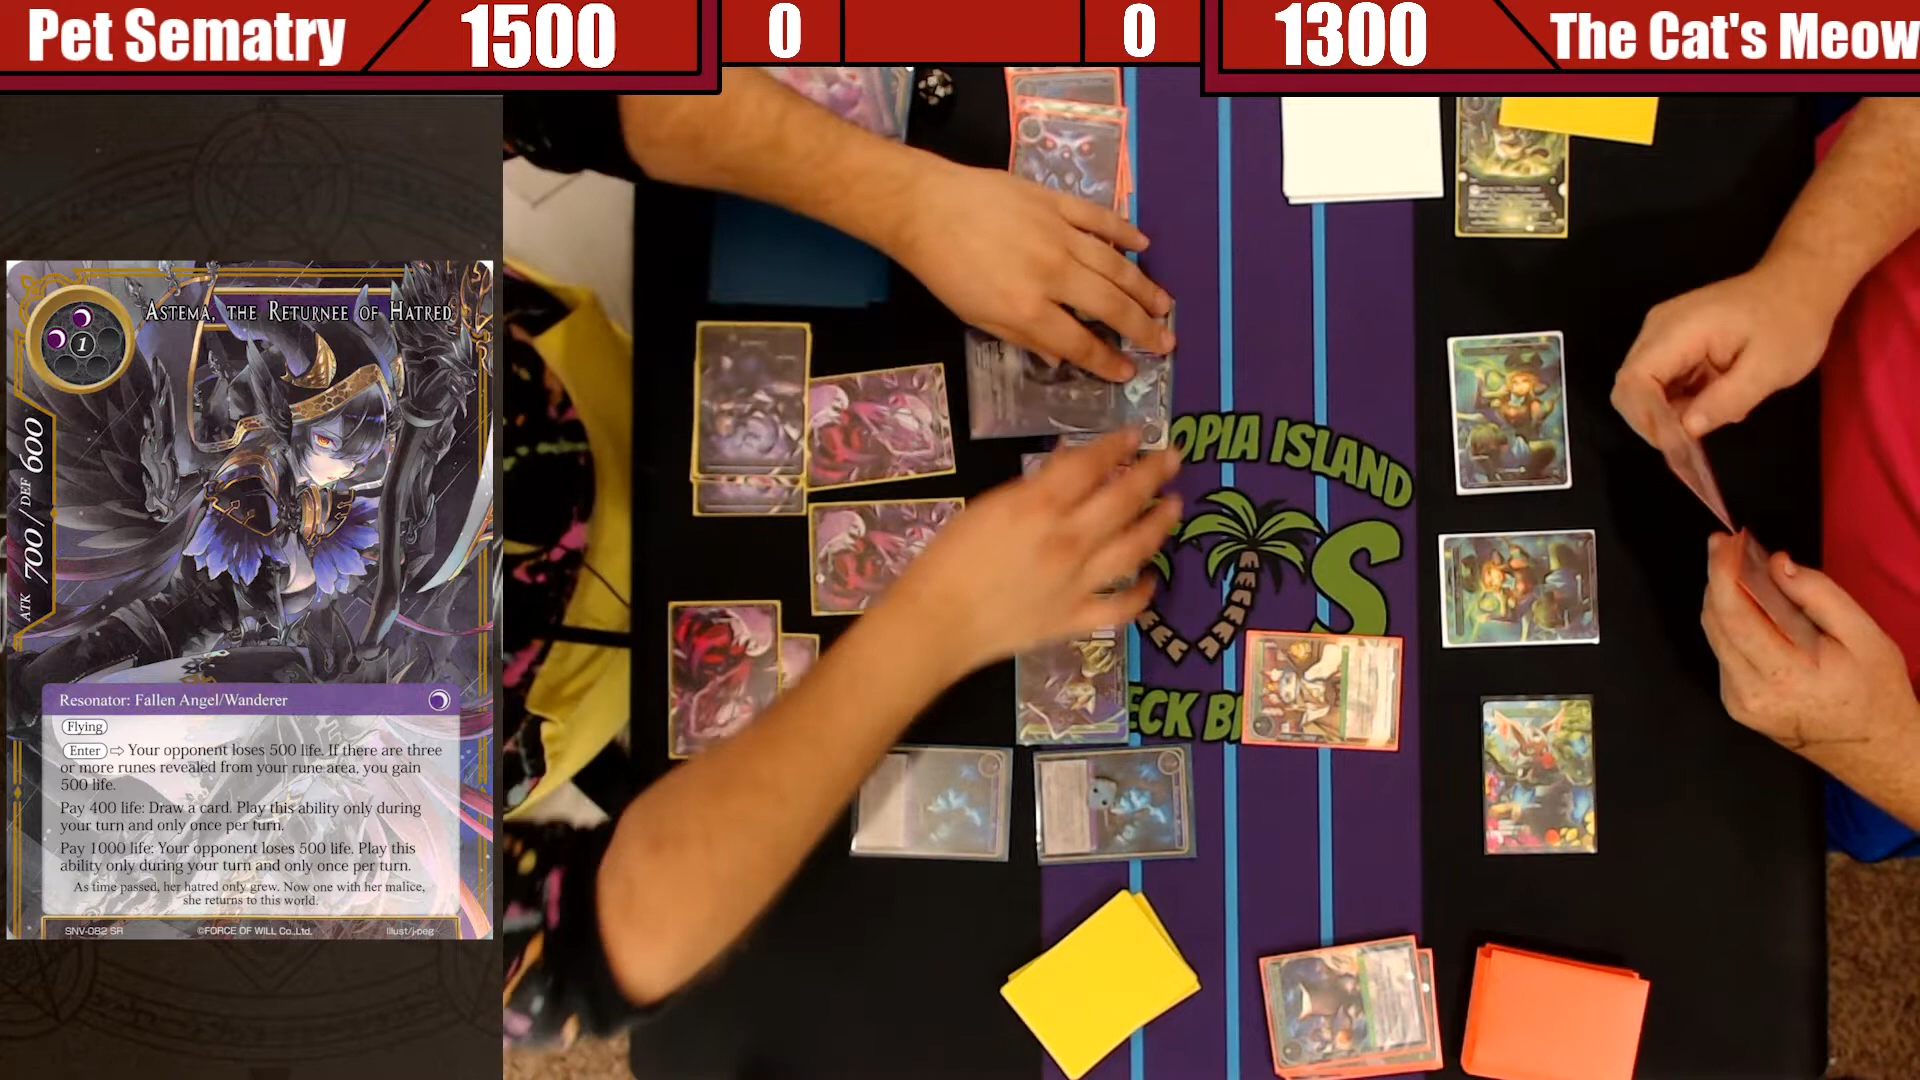 Pet Sematry
1500
0
0
1300
The Cat's Meow
ASTEMA, THE RETURNEE OF HATRED
1
ATK 700 / DEF 600
Resonator: Fallen Angel/Wanderer
Flying
Enter ⇨ Your opponent loses 500 life. If there are three
or more runes revealed from your rune area, you gain
500 life.
Pay 400 life: Draw a card. Play this ability only during
your turn and only once per turn.
Pay 1000 life: Your opponent loses 500 life. Play this
ability only during your turn and only once per turn.
As time passed, her hatred only grew. Now one with her malice,
she returns to this world.
SNV-082 SR
©FORCE OF WILL Co.,Ltd.
Illust/j-peg
OPIA ISLAND
S
ECK B